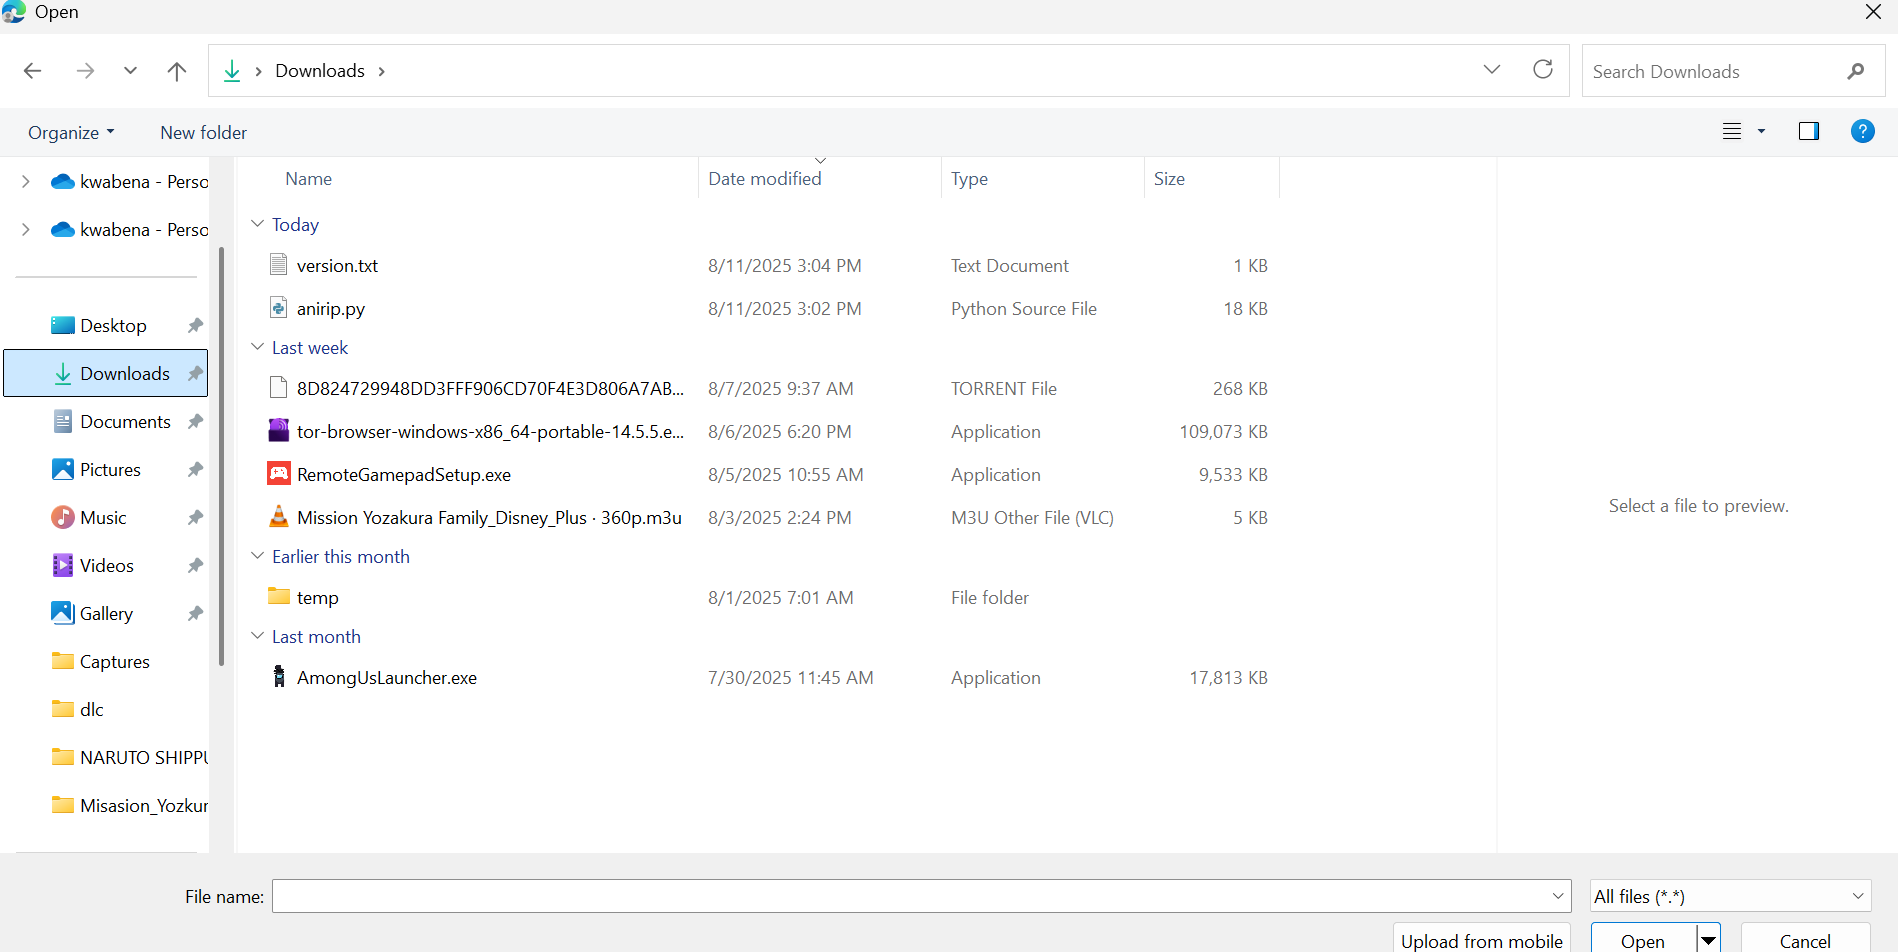 Open
Downloads
Search Downloads
Organize New folder
?
kwabena - Perso
kwabena - Perso
Desktop
Downloads
Documents
Pictures
Music
Videos
Gallery
Captures
dlc
NARUTO SHIPPU
Misasion_Yozkur
Name Date modified Type Size
Today
version.txt 8/11/2025 3:04 PM Text Document 1 KB
anirip.py 8/11/2025 3:02 PM Python Source File 18 KB
Last week
8D824729948DD3FFF906CD70F4E3D806A7AB... 8/7/2025 9:37 AM TORRENT File 268 KB
tor-browser-windows-x86_64-portable-14.5.5.e... 8/6/2025 6:20 PM Application 109,073 KB
RemoteGamepadSetup.exe 8/5/2025 10:55 AM Application 9,533 KB
Mission Yozakura Family_Disney_Plus · 360p.m3u 8/3/2025 2:24 PM M3U Other File (VLC) 5 KB
Earlier this month
temp 8/1/2025 7:01 AM File folder
Last month
AmongUsLauncher.exe 7/30/2025 11:45 AM Application 17,813 KB
Select a file to preview.
File name: All files (*.*)
Upload from mobile Open Cancel